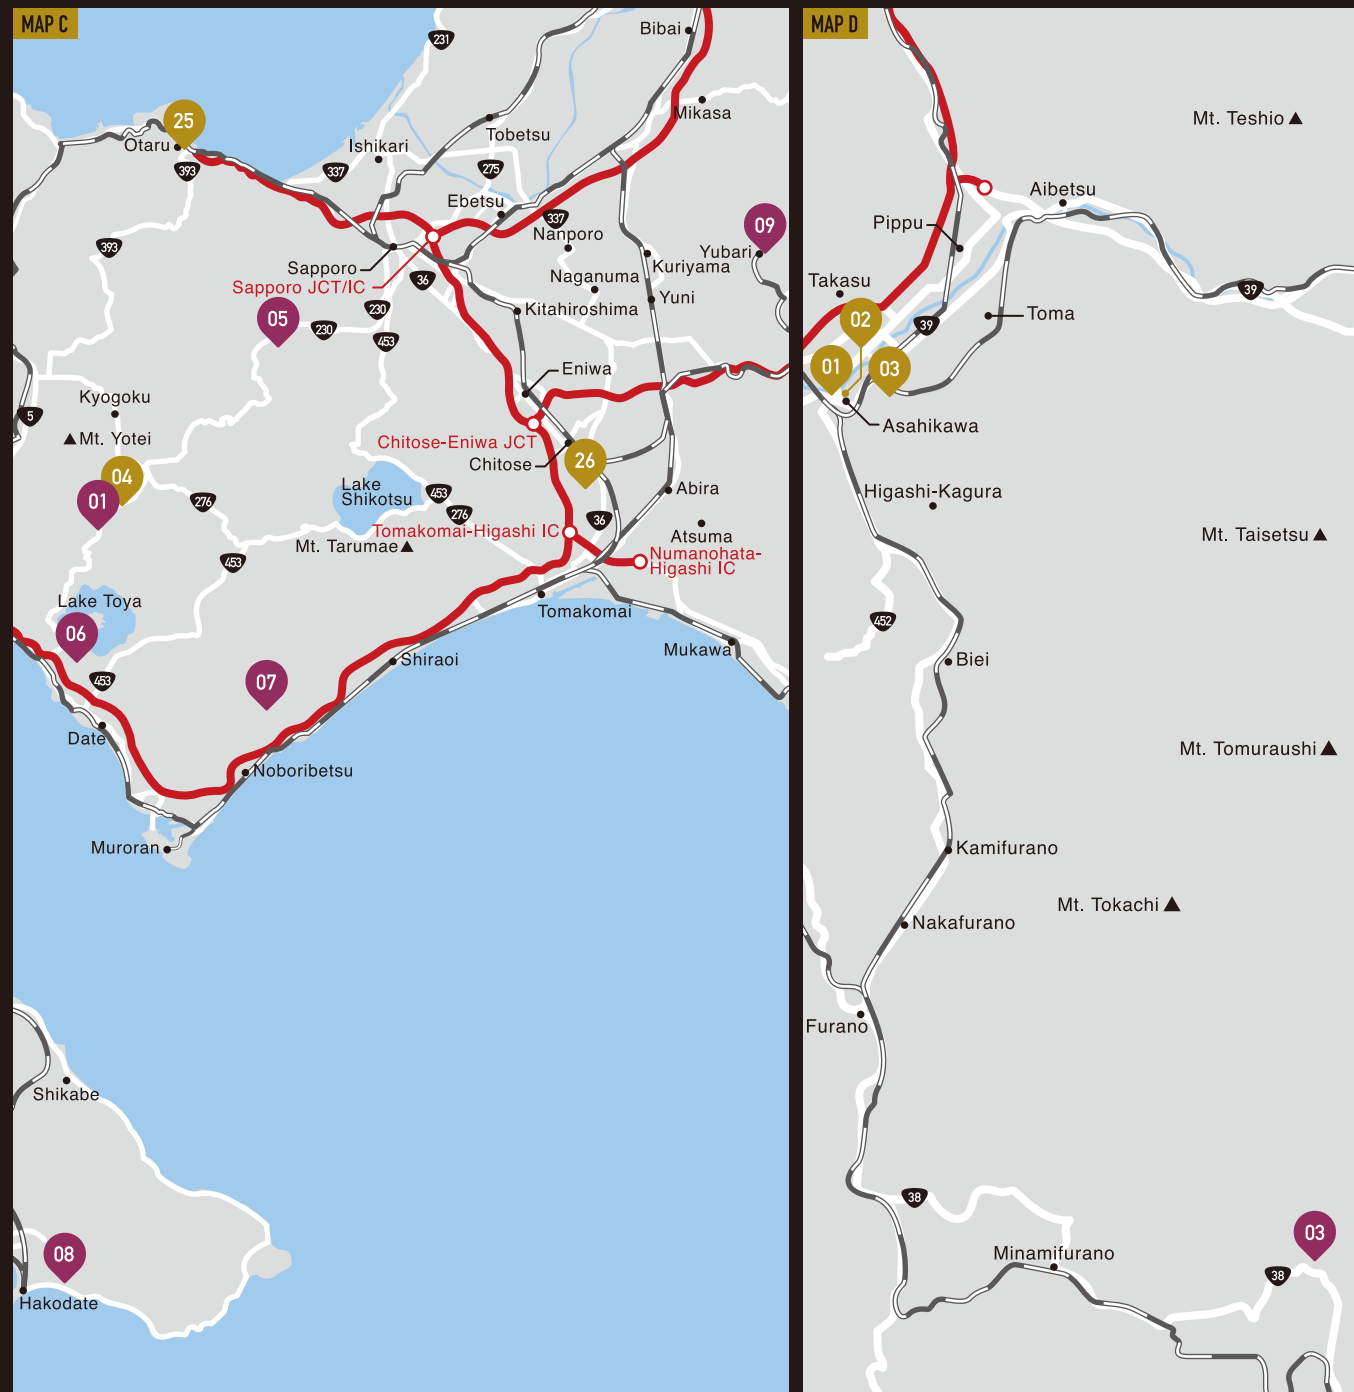 MAP C
Bibai
231
Mikasa
25
Otaru
Tobetsu
Ishikari
393
337
275
Ebetsu
337
09
Nanporo
Yubari
393
Sapporo
Kuriyama
36
Naganuma
Sapporo JCT/IC
Yuni
230
Kitahiroshima
05
230
453
Eniwa
Kyogoku
5
Mt. Yotei
Chitose-Eniwa JCT
Chitose
26
04
01
276
Lake
Shikotsu
453
Abira
276
36
Tomakomai-Higashi IC
Atsuma
Mt. Tarumae
Numanohata-
Higashi IC
453
Lake Toya
Tomakomai
06
Mukawa
Shiraoi
453
07
Date
Noboribetsu
Muroran
Shikabe
08
Hakodate
MAP D
Mt. Teshio
Aibetsu
Pippu
Takasu
39
02
39
Toma
01
03
Asahikawa
Higashi-Kagura
Mt. Taisetsu
452
Biei
Mt. Tomuraushi
Kamifurano
Mt. Tokachi
Nakafurano
Furano
38
03
Minamifurano
38